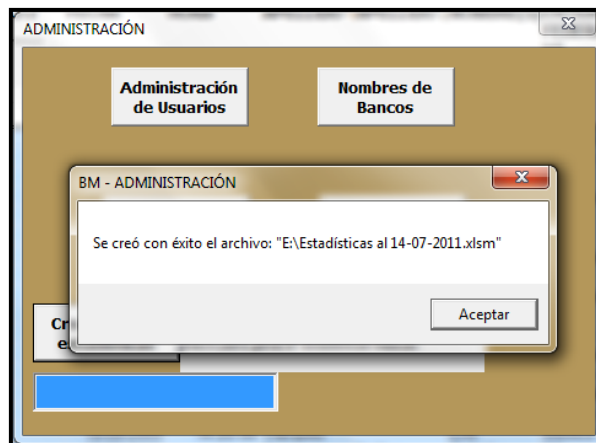 ADMINISTRACIÓN
Administración
de Usuarios
Nombres de
Bancos
BM - ADMINISTRACIÓN
Se creó con éxito el archivo: "E:\Estadísticas al 14-07-2011.xlsm"
Aceptar